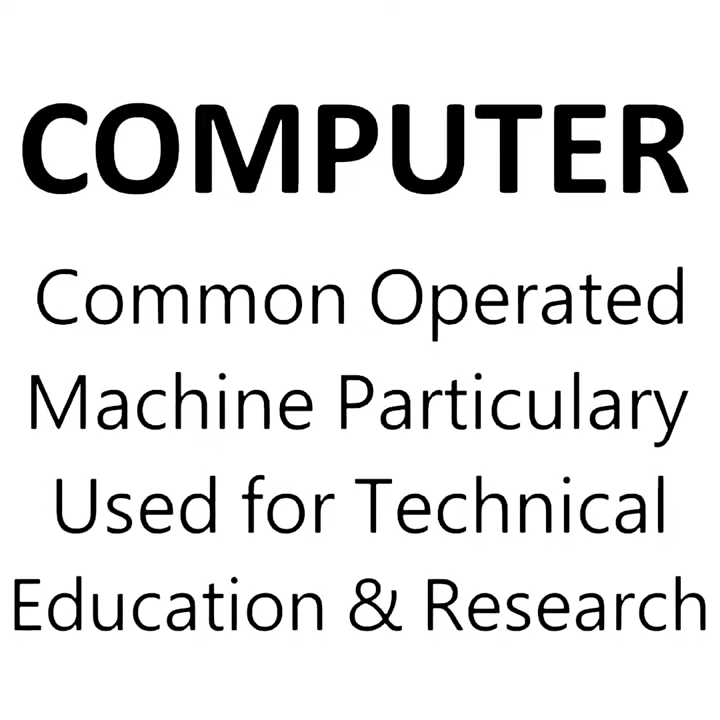 COMPUTER
Common Operated
Machine Particulary
Used for Technical
Education & Research